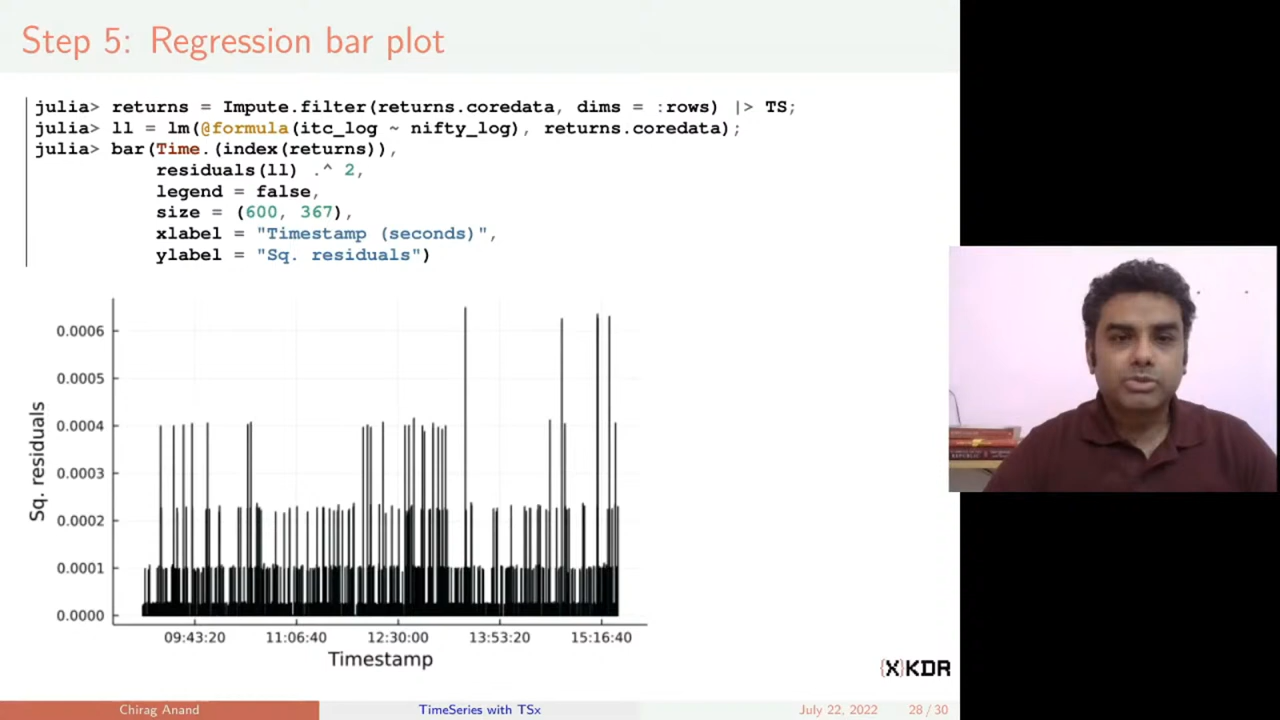 Step 5: Regression bar plot
julia> returns = Impute.filter(returns.coredata, dims = :rows) |> TS;
julia> ll = lm(@formula(itc_log ~ nifty_log), returns.coredata);
julia> bar(Time.(index(returns)),
residuals(ll) .^ 2,
legend = false,
size = (600, 367),
xlabel = "Timestamp (seconds)",
ylabel = "Sq. residuals")
Sq. residuals
0.0006
0.0005
0.0004
0.0003
0.0002
0.0001
0.0000
09:43:20 11:06:40 12:30:00 13:53:20 15:16:40
Timestamp
{X}KDR
Chirag Anand TimeSeries with TSx July 22, 2022 28 / 30